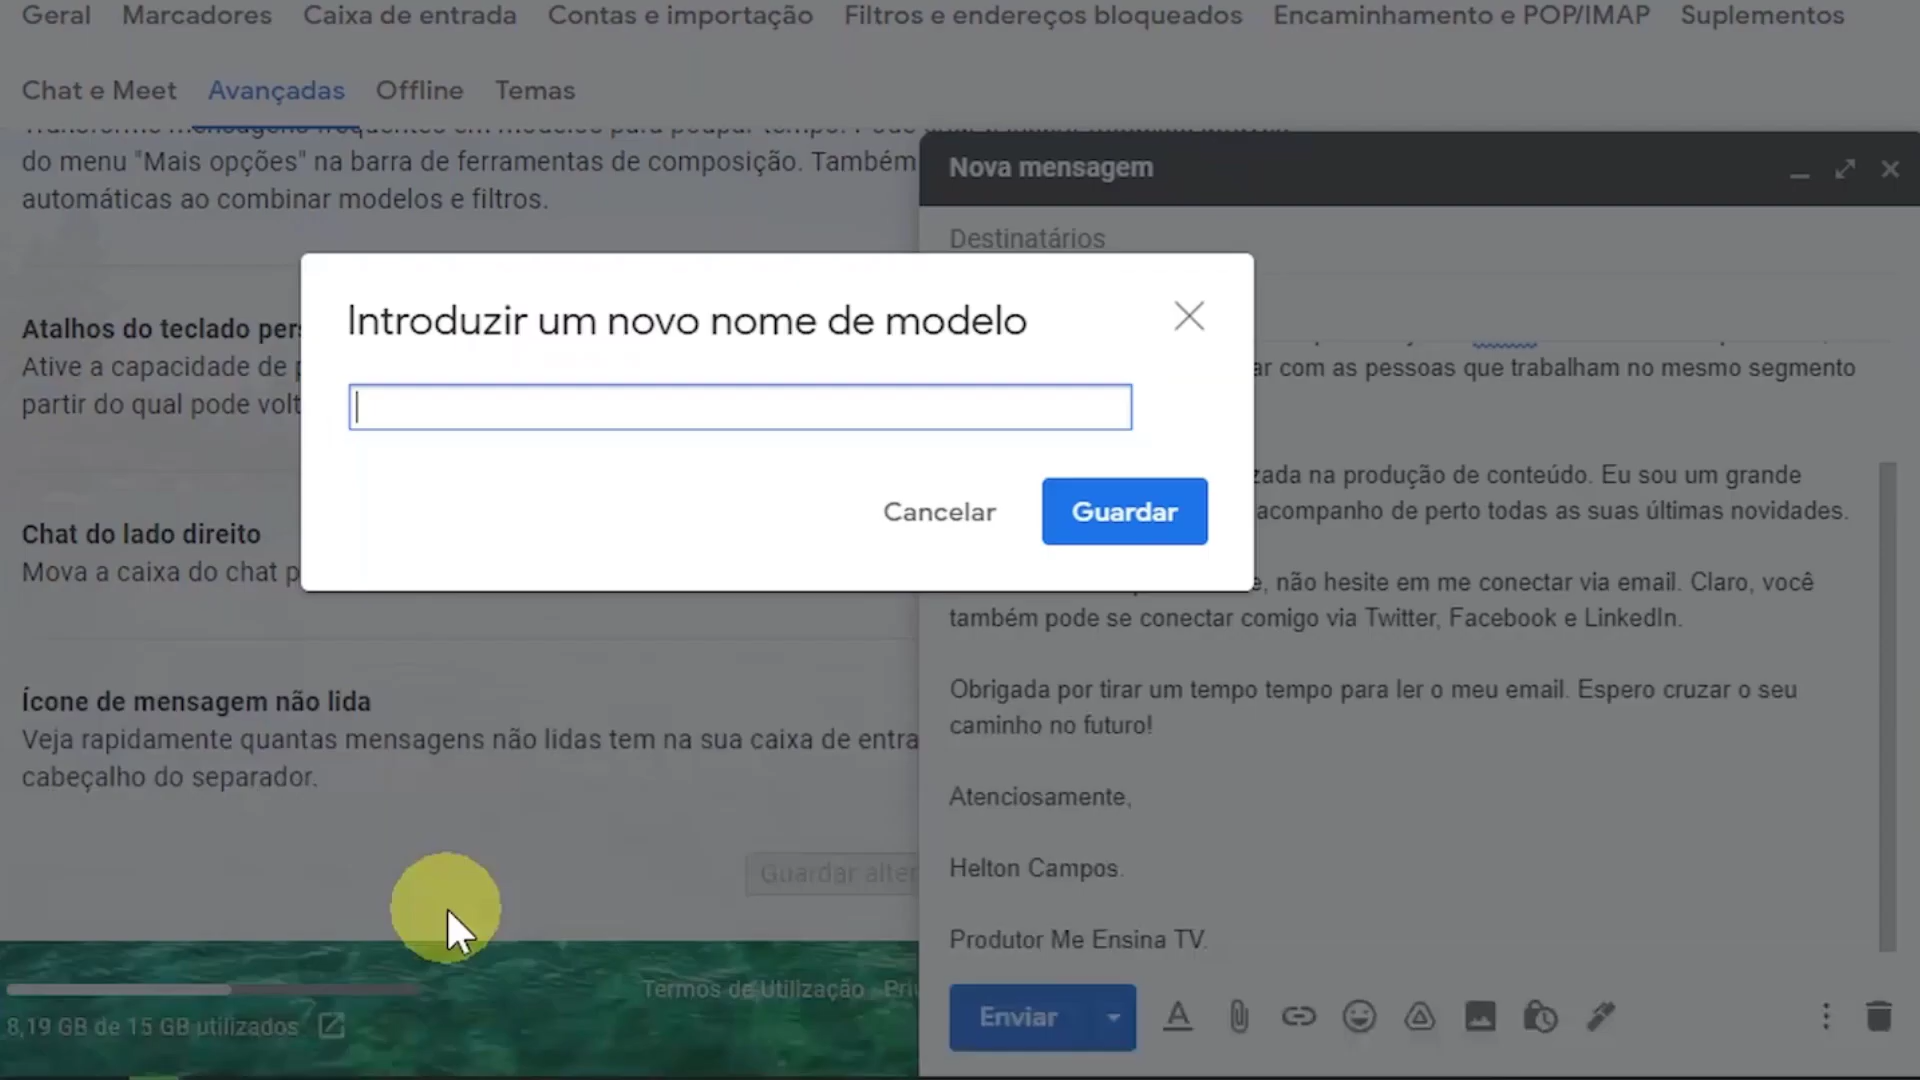 Geral Marcadores Caixa de entrada Contas e importação Filtros e endereços bloqueados Encaminhamento e POP/IMAP Suplementos
Chat e Meet Avançadas Offline Temas
do menu "Mais opções" na barra de ferramentas de composição. Também
automáticas ao combinar modelos e filtros.
Atalhos do teclado
Ative a capacidade de
partir do qual pode
Chat do lado direito
Mova a caixa do chat
Ícone de mensagem não lida
Veja rapidamente quantas mensagens não lidas tem na sua caixa de
cabeçalho do separador.
Guardar
Termos de Utilização
8,19 GB de 15 GB utilizados
Introduzir um novo nome de modelo
Cancelar Guardar
Nova mensagem
Destinatários
com as pessoas que trabalham no mesmo segmento
na produção de conteúdo. Eu sou um grande
acompanho de perto todas as suas últimas novidades.
não hesite em me conectar via email. Claro, você
também pode se conectar comigo via Twitter, Facebook e LinkedIn.
Obrigada por tirar um tempo tempo para ler o meu email. Espero cruzar o seu
caminho no futuro!
Atenciosamente,
Helton Campos.
Produtor Me Ensina TV.
Enviar